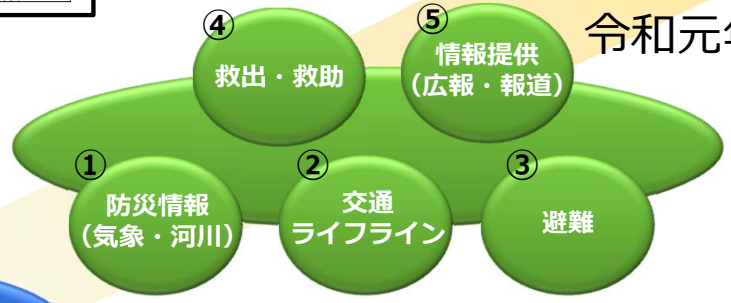 令和元年
④
救出・救助
⑤
情報提供
（広報・報道）
①
防災情報
（気象・河川）
②
交通
ライフライン
③
避難